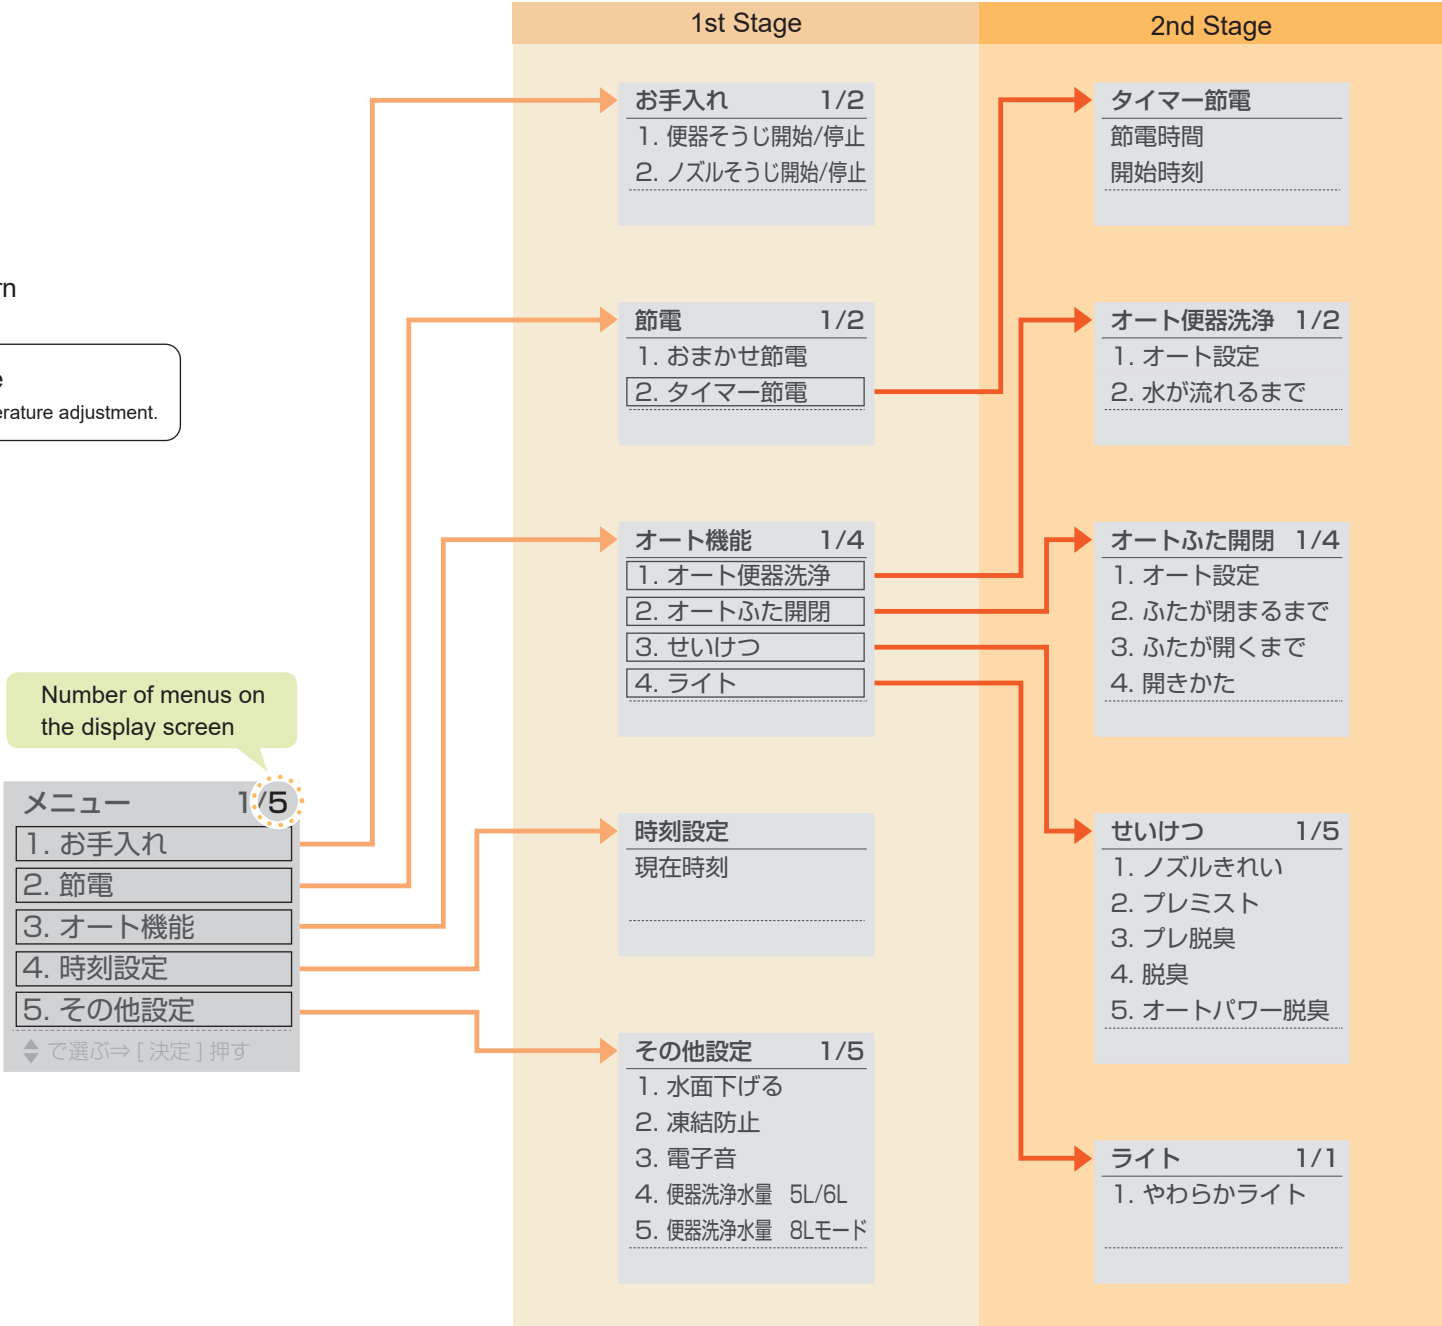 1st Stage
2nd Stage
お手入れ 1/2
1. 便器そうじ開始/停止
2. ノズルそうじ開始/停止
タイマー節電
節電時間
開始時刻
rn
e
erature adjustment.
節電 1/2
1. おまかせ節電
2. タイマー節電
オート便器洗浄 1/2
1. オート設定
2. 水が流れるまで
オート機能 1/4
1. オート便器洗浄
2. オートふた開閉
3. せいけつ
4. ライト
オートふた開閉 1/4
1. オート設定
2. ふたが閉まるまで
3. ふたが開くまで
4. 開きかた
Number of menus on
the display screen
メニュー 1/5
1. お手入れ
2. 節電
3. オート機能
4. 時刻設定
5. その他設定
で選ぶ⇒ [ 決定 ] 押す
時刻設定
現在時刻
せいけつ 1/5
1. ノズルきれい
2. プレミスト
3. プレ脱臭
4. 脱臭
5. オートパワー脱臭
その他設定 1/5
1. 水面下げる
2. 凍結防止
3. 電子音
4. 便器洗浄水量 5L/6L
5. 便器洗浄水量 8Lモード
ライト 1/1
1. やわらかライト